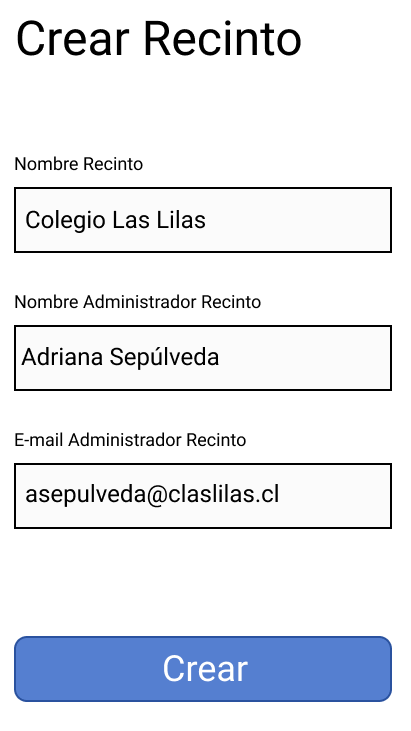 Crear Recinto
Nombre Recinto
Colegio Las Lilas
Nombre Administrador Recinto
Adriana Sepúlveda
E-mail Administrador Recinto
asepulveda@claslilas.cl
Crear